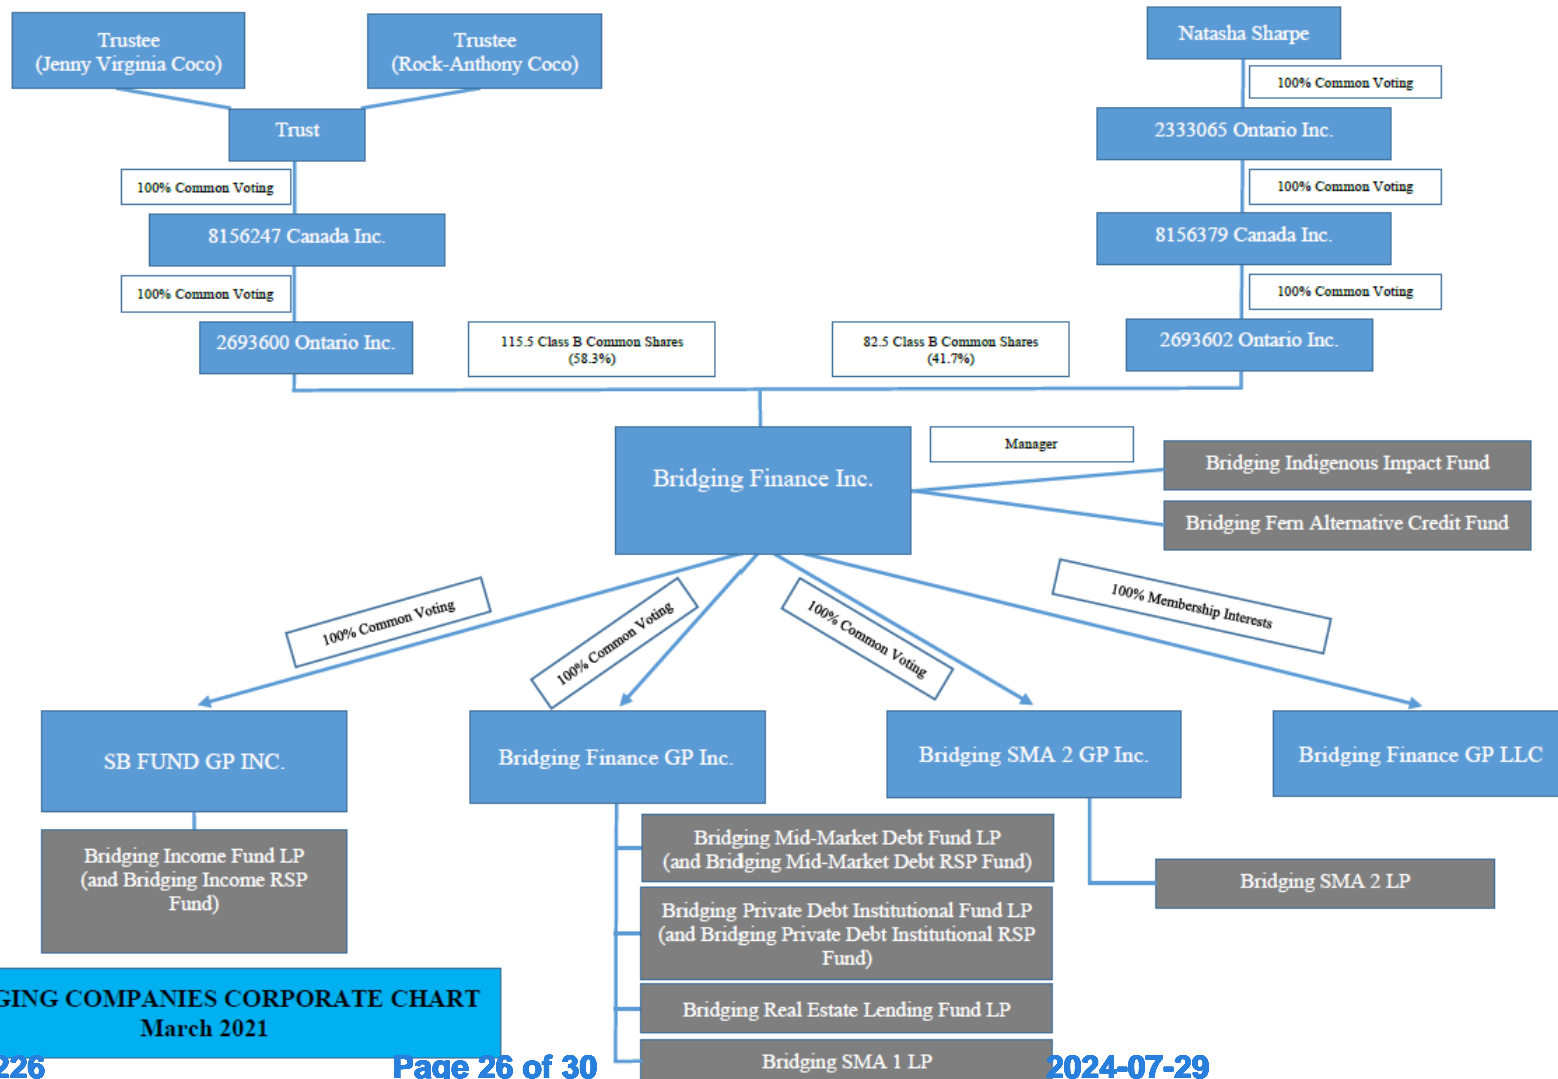 Trustee
(Jenny Virginia Coco)
Trustee
(Rock-Anthony Coco)
Natasha Sharpe
100% Common Voting
Trust
2333065 Ontario Inc.
100% Common Voting
100% Common Voting
8156247 Canada Inc.
8156379 Canada Inc.
100% Common Voting
100% Common Voting
2693600 Ontario Inc.
115.5 Class B Common Shares
(58.3%)
82.5 Class B Common Shares
(41.7%)
2693602 Ontario Inc.
Bridging Finance Inc.
Manager
Bridging Indigenous Impact Fund
Bridging Fern Alternative Credit Fund
100% Common Voting
100% Common Voting
100% Common Voting
100% Membership Interests
SB FUND GP INC.
Bridging Finance GP Inc.
Bridging SMA 2 GP Inc.
Bridging Finance GP LLC
Bridging Income Fund LP
(and Bridging Income RSP
Fund)
Bridging Mid-Market Debt Fund LP
(and Bridging Mid-Market Debt RSP Fund)
Bridging Private Debt Institutional Fund LP
(and Bridging Private Debt Institutional RSP
Fund)
Bridging Real Estate Lending Fund LP
Bridging SMA 1 LP
Bridging SMA 2 LP
GING COMPANIES CORPORATE CHART
March 2021
226
Page 26 of 30
2024-07-29